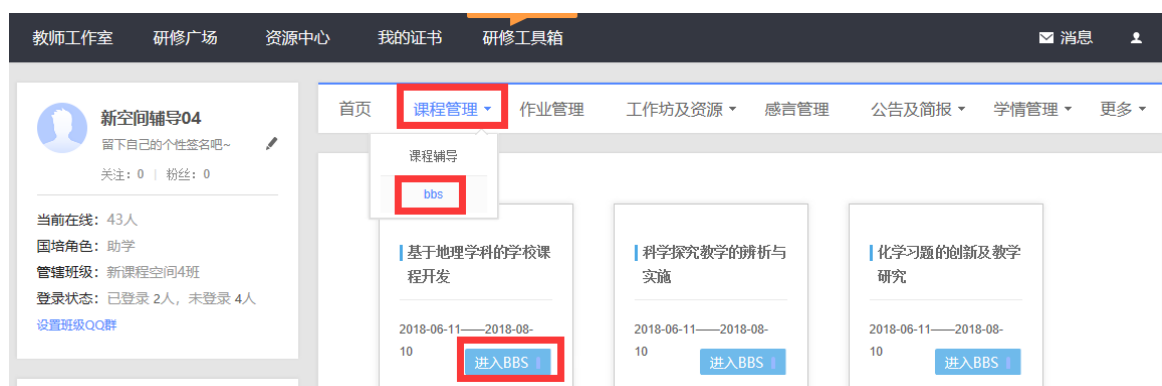 教师工作室 研修广场 资源中心 我的证书 研修工具箱 消息
新空间辅导04
留下自己的个性签名吧~
关注: 0 | 粉丝: 0
当前在线: 43人
国培角色: 助学
管辖班级: 新课程空间4班
登录状态: 已登录 2人, 未登录 4人
设置班级QQ群
首页 课程管理 作业管理 工作坊及资源 感言管理 公告及简报 学情管理 更多
课程辅导
bbs
基于地理学科的学校课
程开发
2018-06-11——2018-08-
10
进入BBS
科学探究教学的辨析与
实施
2018-06-11——2018-08-
10
进入BBS
化学习题的创新及教学
研究
2018-06-11——2018-08-
10
进入BBS